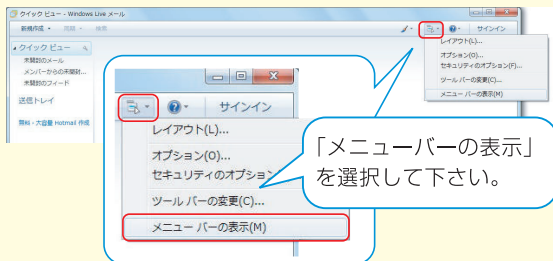 クイック ビュー - Windows Live メール
新規作成 同期 検索 サインイン
クイック ビュー
未開封のメール
メンバーからの未開封...
未開封のフィード
送信トレイ
無料・大容量 Hotmail 作成
レイアウト(L)...
オプション(O)...
セキュリティのオプション(F)...
ツール バーの変更(C)...
メニュー バーの表示(M)
サインイン
レイアウト(L)...
オプション(O)...
セキュリティのオプション
ツール バーの変更(C)...
メニュー バーの表示(M)
「メニューバーの表示」
を選択して下さい。